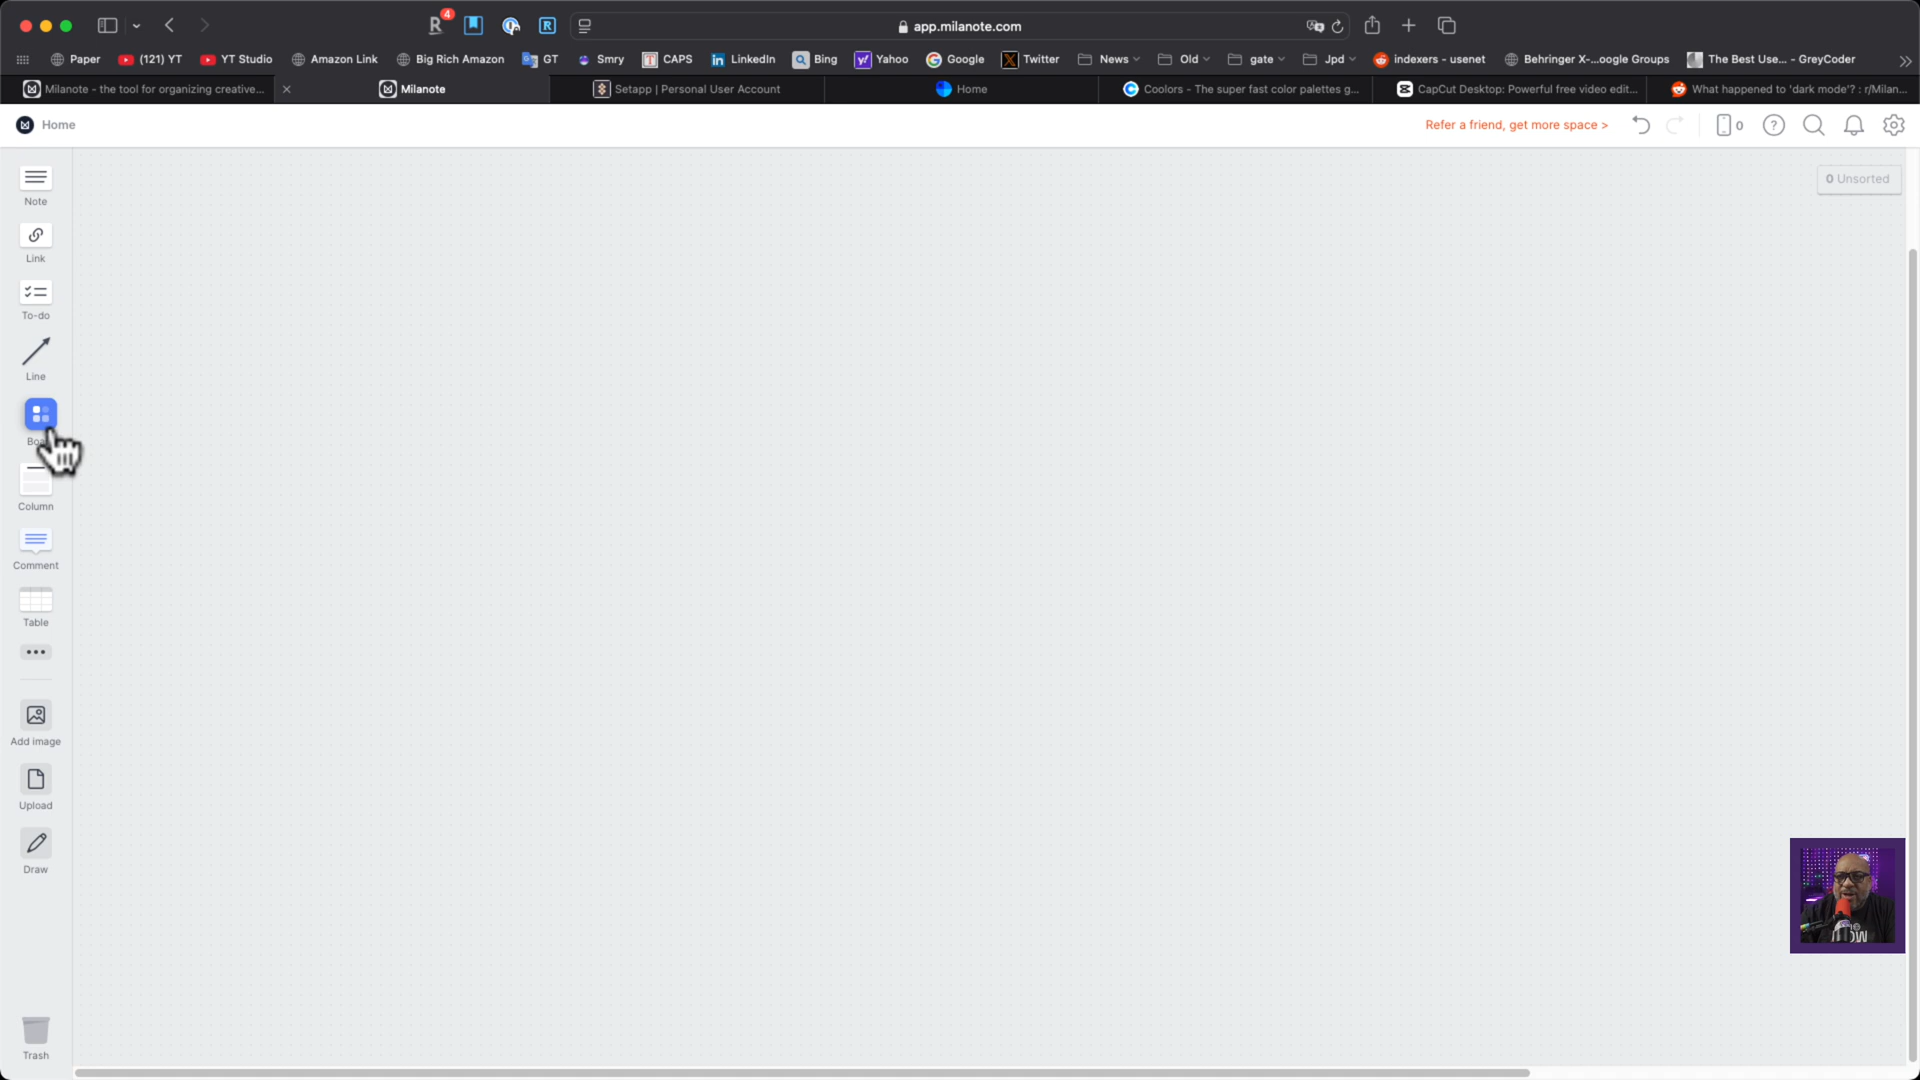 4
app.milanote.com
Paper
(121) YT
YT Studio
Amazon Link
Big Rich Amazon
GT
Smry
CAPS
LinkedIn
Bing
Yahoo
Google
Twitter
News
Old
gate
Jpd
indexers - usenet
Behringer X-...oogle Groups
The Best Use... - GreyCoder
Milanote - the tool for organizing creative...
Milanote
Setapp | Personal User Account
Home
Coolors - The super fast color palettes g...
CapCut Desktop: Powerful free video edit...
What happened to 'dark mode'? : r/Milan...
Home
Refer a friend, get more space >
0
0 Unsorted
Note
Link
To-do
Line
Column
Comment
Table
Add image
Upload
Draw
Trash